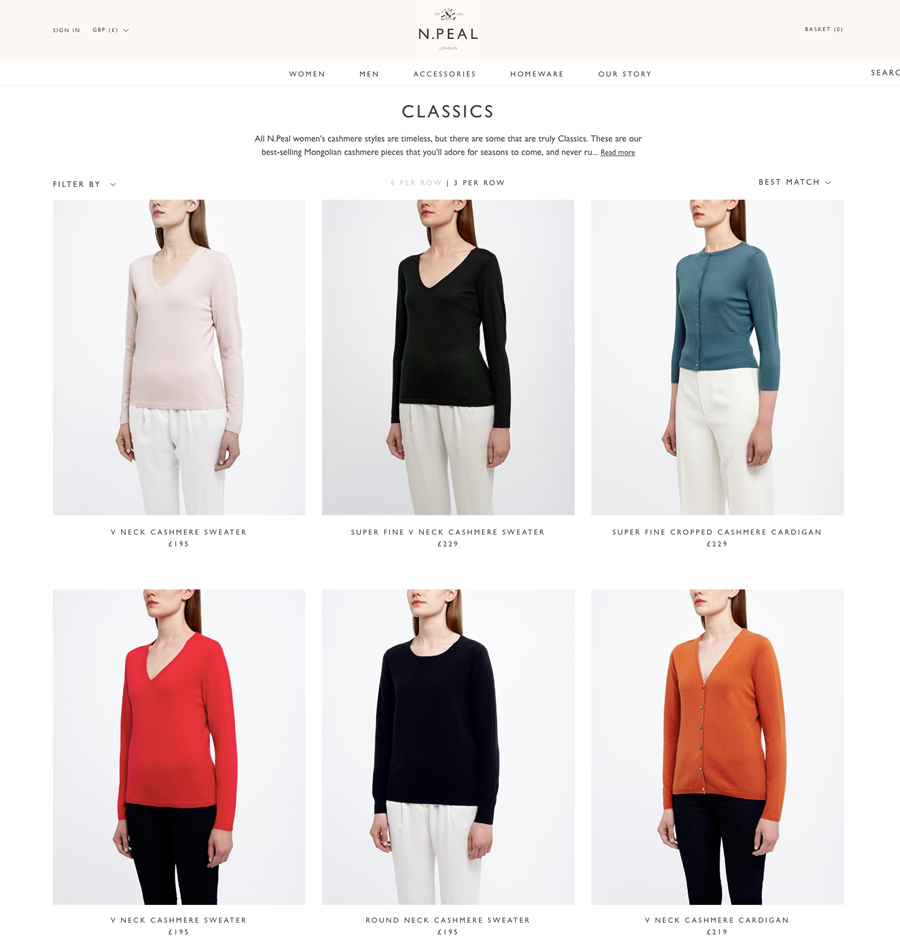 SIGN IN
GBP (£)
N.PEAL
LONDON
BASKET (0)
WOMEN
MEN
ACCESSORIES
HOMEWARE
OUR STORY
SEARC
CLASSICS
All N.Peal women's cashmere styles are timeless, but there are some that are truly Classics. These are our
best-selling Mongolian cashmere pieces that you'll adore for seasons to come, and never ru... Read more
FILTER BY
6 PER ROW | 3 PER ROW
BEST MATCH
V NECK CASHMERE SWEATER
£195
SUPER FINE V NECK CASHMERE SWEATER
£229
SUPER FINE CROPPED CASHMERE CARDIGAN
£229
V NECK CASHMERE SWEATER
£195
ROUND NECK CASHMERE SWEATER
£195
V NECK CASHMERE CARDIGAN
£219